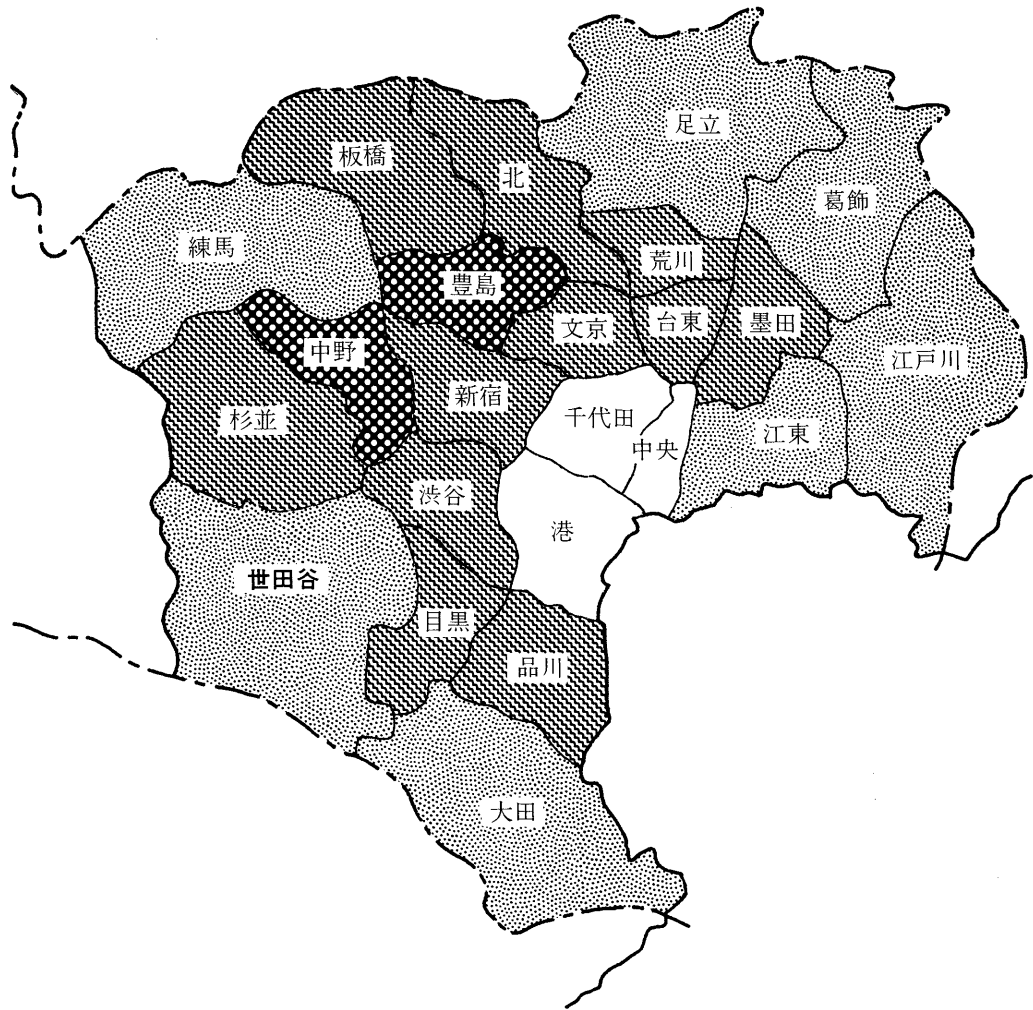 足立
板橋
北
葛飾
練馬
荒川
豊島
文京
台東
墨田
中野
江戸川
新宿
杉並
千代田
中央
江東
渋谷
港
世田谷
目黒
品川
大田